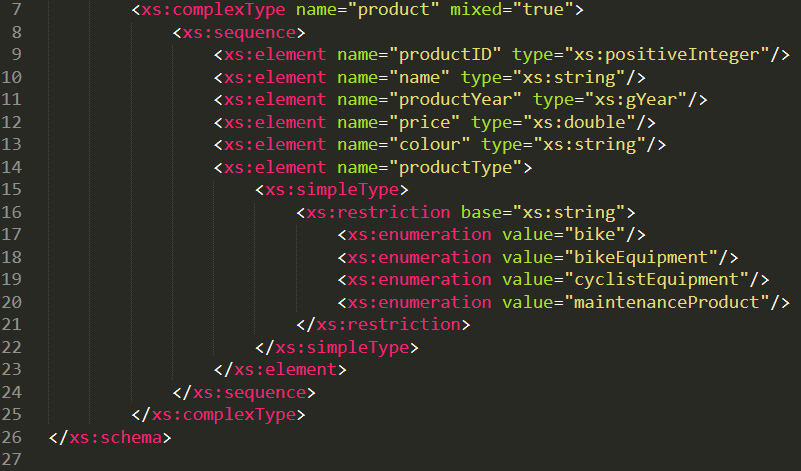 7 <xs:complexType name="product" mixed="true">
8 <xs:sequence>
9 <xs:element name="productID" type="xs:positiveInteger"/>
10 <xs:element name="name" type="xs:string"/>
11 <xs:element name="productYear" type="xs:gYear"/>
12 <xs:element name="price" type="xs:double"/>
13 <xs:element name="colour" type="xs:string"/>
14 <xs:element name="productType">
15 <xs:simpleType>
16 <xs:restriction base="xs:string">
17 <xs:enumeration value="bike"/>
18 <xs:enumeration value="bikeEquipment"/>
19 <xs:enumeration value="cyclistEquipment"/>
20 <xs:enumeration value="maintenanceProduct"/>
21 </xs:restriction>
22 </xs:simpleType>
23 </xs:element>
24 </xs:sequence>
25 </xs:complexType>
26 </xs:schema>
27